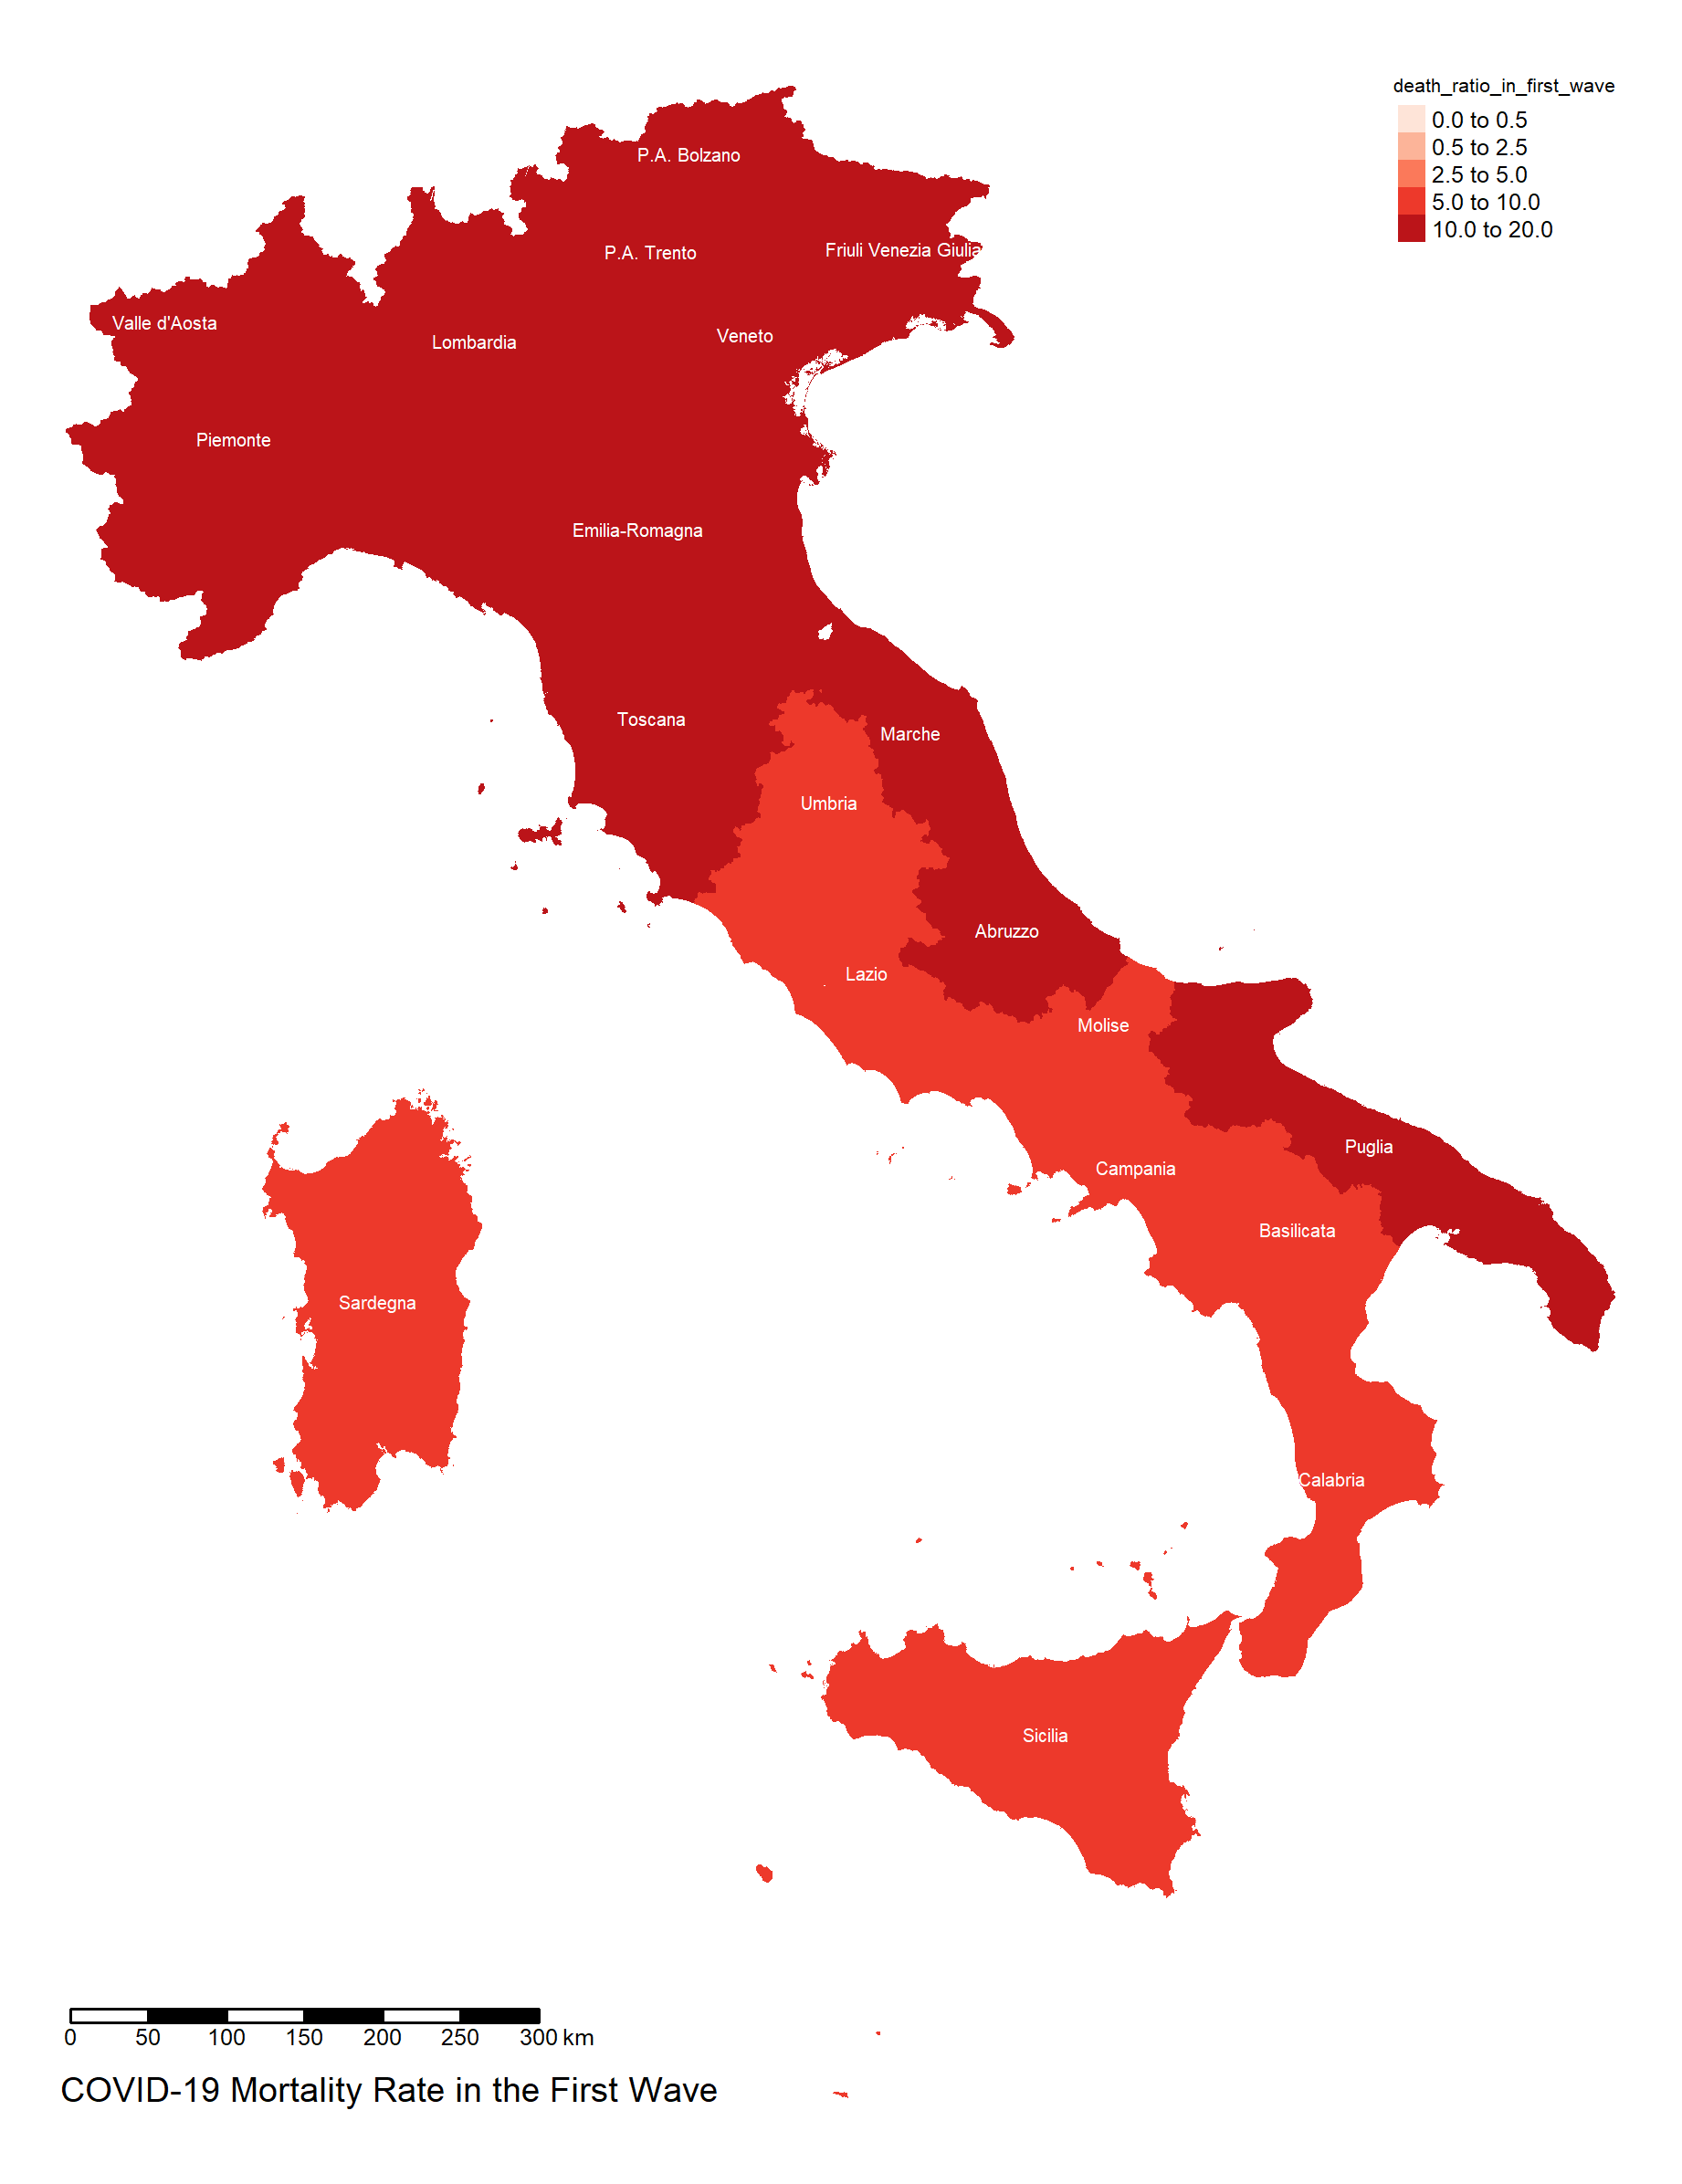 death_ratio_in_first_wave
0.0 to 0.5
0.5 to 2.5
2.5 to 5.0
5.0 to 10.0
10.0 to 20.0
P.A. Bolzano
P.A. Trento
Friuli Venezia Giulia
Valle d'Aosta
Lombardia
Veneto
Piemonte
Emilia-Romagna
Toscana
Marche
Umbria
Abruzzo
Lazio
Molise
Puglia
Campania
Basilicata
Sardegna
Calabria
Sicilia
0 50 100 150 200 250 300 km
COVID-19 Mortality Rate in the First Wave